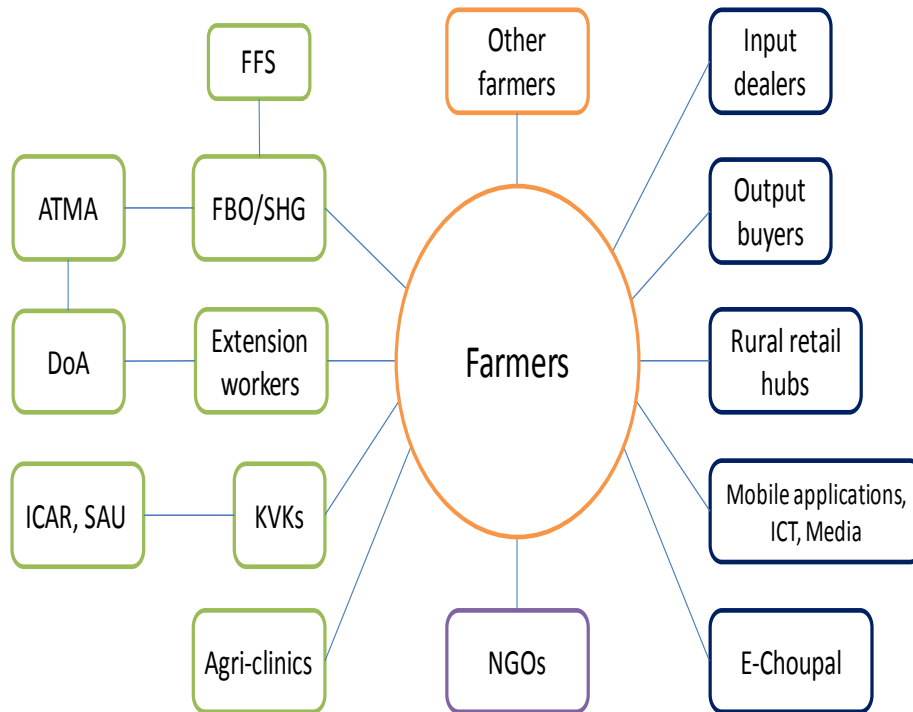 FFS
Other
farmers
Input
dealers
ATMA
FBO/SHG
Output
buyers
DoA
Extension
workers
Farmers
Rural retail
hubs
ICAR, SAU
KVKs
Mobile applications,
ICT, Media
Agri-clinics
NGOs
E-Choupal